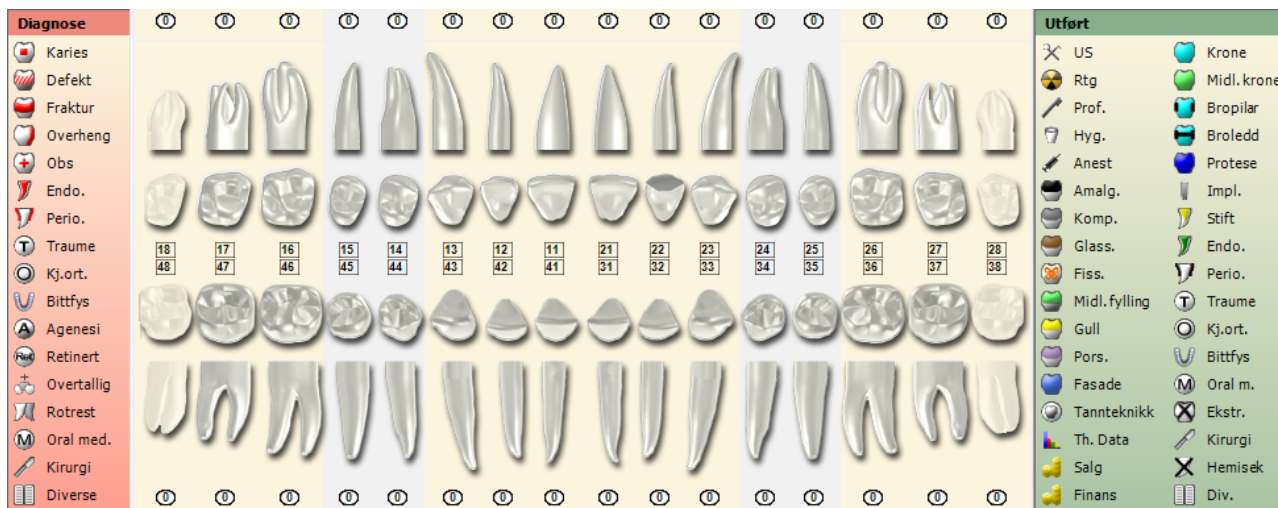 Diagnose
Karies
Defekt
Fraktur
Overheng
Obs
Endo.
Perio.
T Traume
Kj.ort.
Bittfys
A Agenesi
Ret Retinert
Overtallig
Rotrest
M Oral med.
Kirurgi
Diverse
0 0 0 0 0 0 0 0 0 0 0 0 0 0 0 0
18 17 16 15 14 13 12 11 21 22 23 24 25 26 27 28
48 47 46 45 44 43 42 41 31 32 33 34 35 36 37 38
0 0 0 0 0 0 0 0 0 0 0 0 0 0 0 0
Utført
US Krone
Rtg Midl.krone
Prof. Bropilar
Hyg. Broledd
Anest Protese
Amalg. Impl.
Komp. Stift
Glass. Endo.
Fiss. Perio.
Midl.fylling T Traume
Gull Kj.ort.
Pors. Bittfys
Fasade M Oral m.
Tannteknikk Ekstr.
Th. Data Kirurgi
Salg Hemisek
Finans Div.